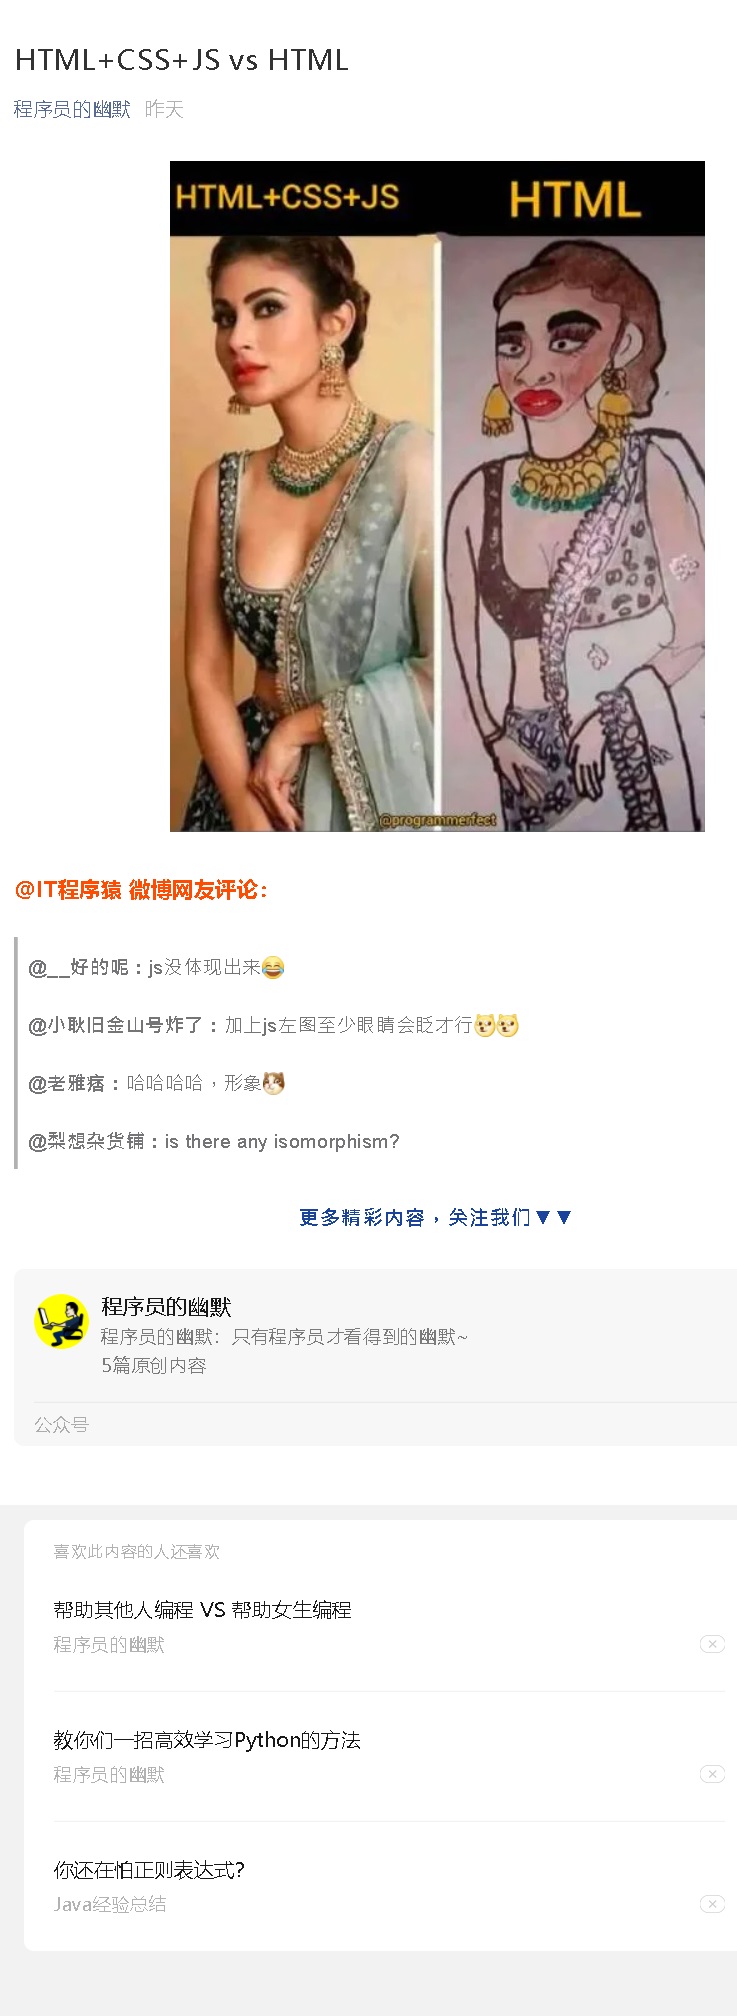 HTML+CSS+JS vs HTML
程序员的幽默 昨天
HTML+CSS+JS HTML
@programmerfect
@IT程序猿 微博网友评论：
@__好的呢：js没体现出来😂
@小耿旧金山号炸了：加上js左图至少眼睛会眨才行
@老雅痞：哈哈哈哈，形象
@梨想杂货铺：is there any isomorphism?
更多精彩内容，关注我们▼▼
程序员的幽默
程序员的幽默：只有程序员才看得到的幽默~
5篇原创内容
公众号
喜欢此内容的人还喜欢
帮助其他人编程 VS 帮助女生编程
程序员的幽默
教你们一招高效学习Python的方法
程序员的幽默
你还在怕正则表达式?
Java经验总结